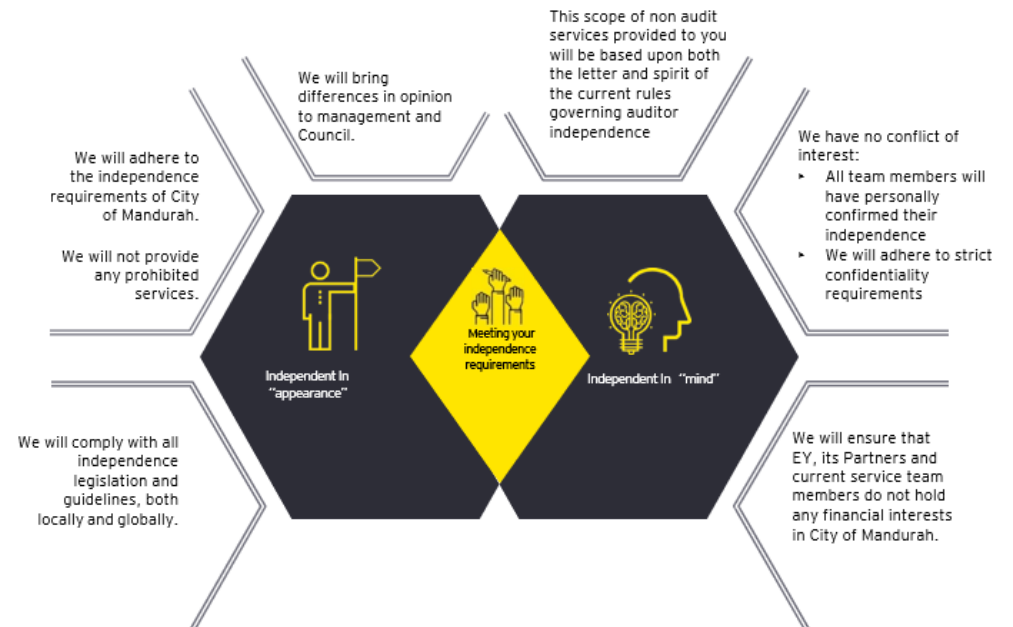 We will bring
differences in opinion
to management and
Council.
This scope of non audit
services provided to you
will be based upon both
the letter and spirit of
the current rules
governing auditor
independence
We will adhere to
the independence
requirements of City
of Mandurah.
We will not provide
any prohibited
services.
We have no conflict of
interest:
‣ All team members will
have personally
confirmed their
independence
‣ We will adhere to strict
confidentiality
requirements
Independent In
“appearance”
Meeting your
independence
requirements
Independent In “mind”
We will comply with all
independence
legislation and
guidelines, both
locally and globally.
We will ensure that
EY, its Partners and
current service team
members do not hold
any financial interests
in City of Mandurah.